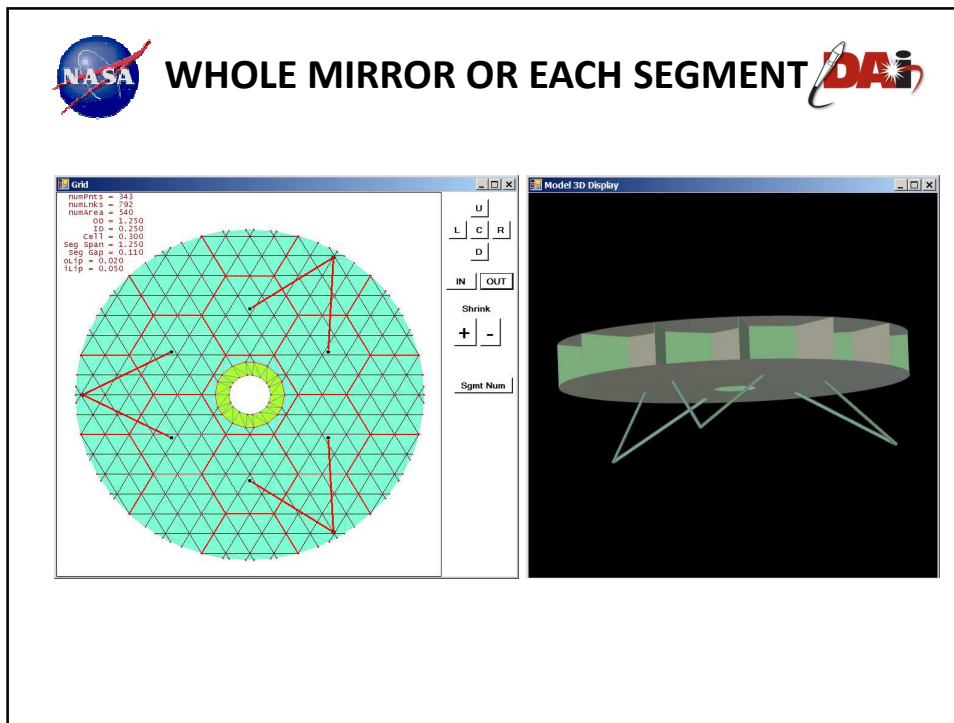 NASA
WHOLE MIRROR OR EACH SEGMENT
DAi
Grid
numPnts = 343
numLnks = 792
numArea = 540
OD = 1.250
ID = 0.250
Cell = 0.300
Seg Span = 1.250
Seg Gap = 0.110
oLip = 0.020
iLip = 0.050
U
L C R
D
IN OUT
Shrink
+ -
Sgmt Num
Model 3D Display